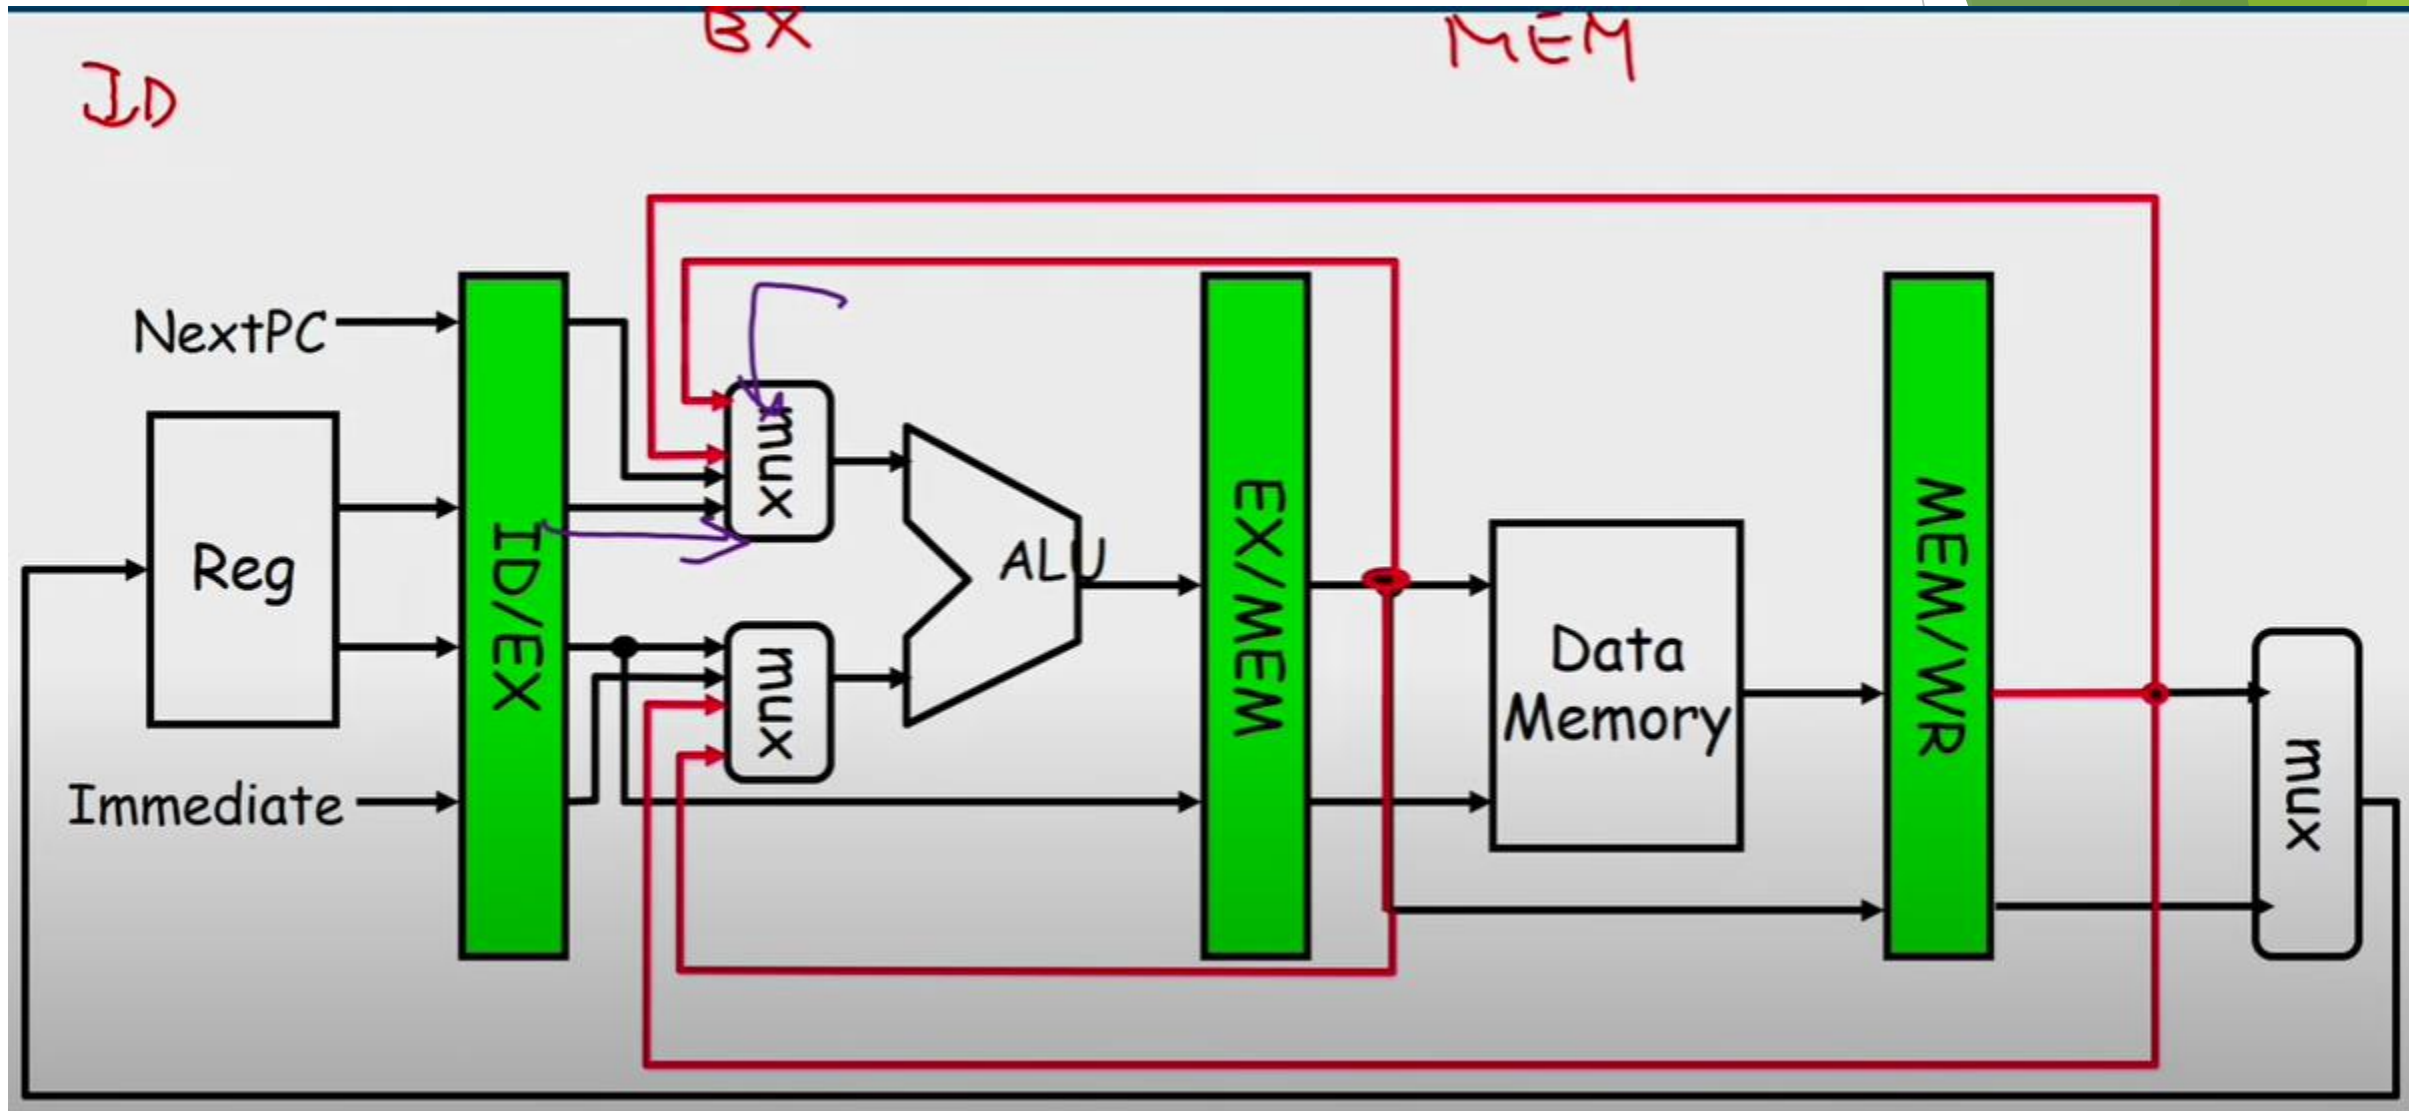 EX
MEM
ID
NextPC
mux
Reg
ID/EX
ALU
EX/MEM
Data
Memory
MEM/WR
mux
mux
Immediate